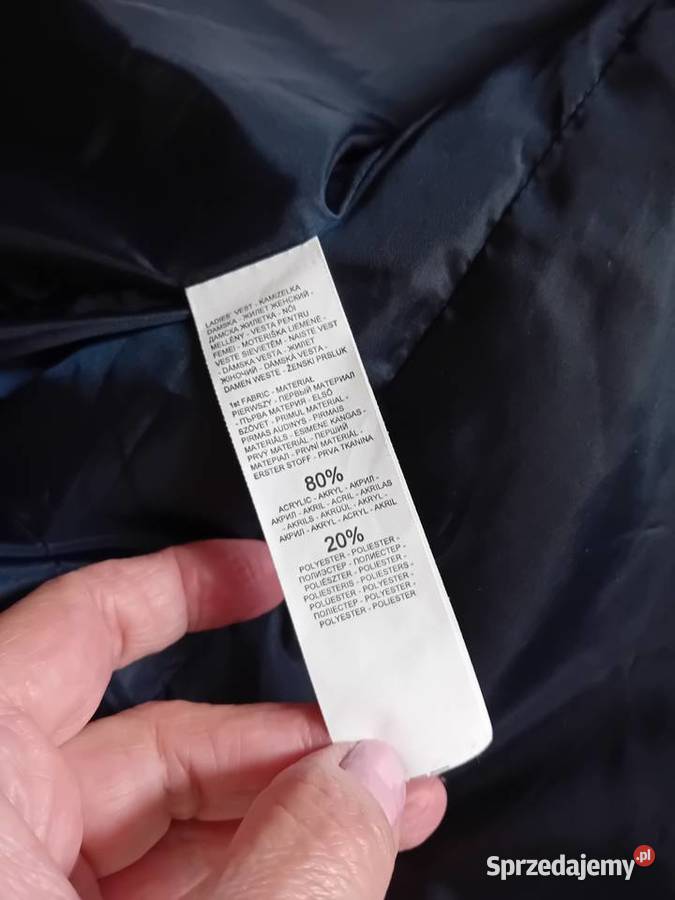 LADIES' VEST - KAMIZELKA
DAMSKA - ЖИЛЕТ ЖЕНСКИЙ -
ДАМСКА ЖИЛЕТКА - NŐI
MELLÉNY - VESTA PENTRU
FEMEI - MOTERIŠKA LIEMENĖ -
VESTE SIEVIETĒM - NAISTE VEST
- DÁMSKA VESTA - ЖИЛЕТ
ЖІНОЧИЙ - DÁMSKÁ VESTA -
DAMEN WESTE - ŽENSKI PRSLUK
1st FABRIC - MATERIAŁ
PIERWSZY - ПЕРВЫЙ МАТЕРИАЛ
- ПЪРВА МАТЕРИЯ - ELSŐ
SZÖVET - PRIMUL MATERIAL -
PIRMAS AUDINYS - PIRMAIS
MATERIĀLS - ESIMENE KANGAS -
PRVÝ MATERIÁL - ПЕРШИЙ
МАТЕРІАЛ - PRVNÍ MATERIÁL -
ERSTER STOFF - PRVA TKANINA
80%
ACRYLIC - AKRYL - АКРИЛ -
АКРИЛ - AKRIL - ACRIL - AKRILAS
- AKRILS - AKRÜÜL - AKRYL -
АКРИЛ - AKRYL - ACRYL - AKRIL
20%
POLYESTER - POLIESTER -
ПОЛИЭСТЕР - ПОЛИЕСТЕР -
POLIÉSZTER - POLIESTER -
POLIESTERIS - POLIESTERS -
POLÜESTER - POLYESTER -
ПОЛІЕСТЕР - POLYESTER -
POLYESTER - POLIESTER
Sprzedajemy.pl